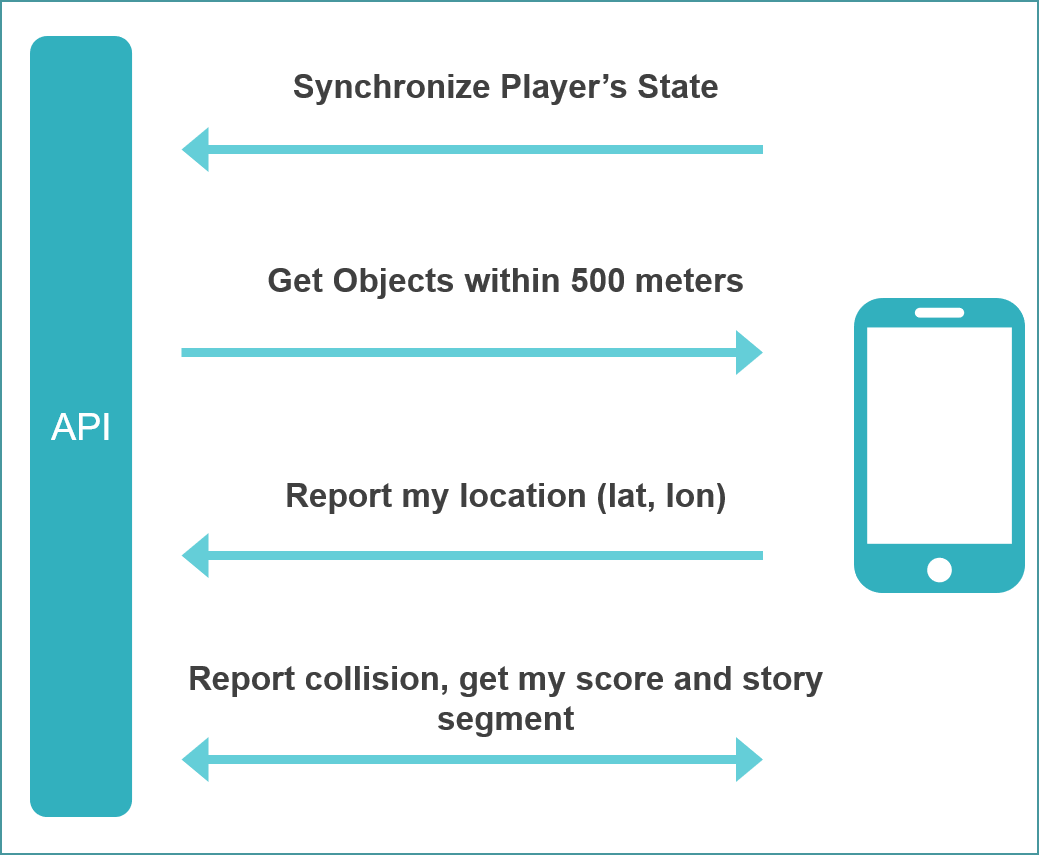 Synchronize Player’s State
Get Objects within 500 meters
API
Report my location (lat, lon)
Report collision, get my score and story
segment